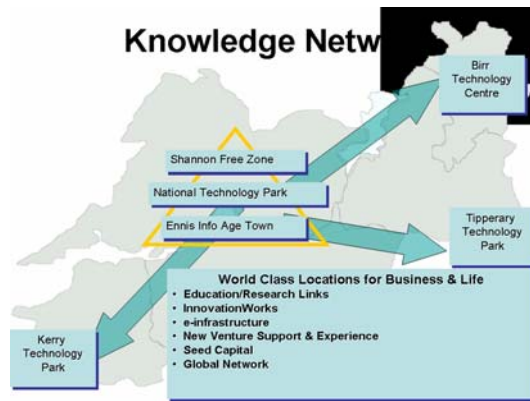 Knowledge Netw
Birr
Technology
Centre
Shannon Free Zone
National Technology Park
Ennis Info Age Town
Tipperary
Technology
Park
Kerry
Technology
Park
World Class Locations for Business & Life
• Education/Research Links
• InnovationWorks
• e-infrastructure
• New Venture Support & Experience
• Seed Capital
• Global Network